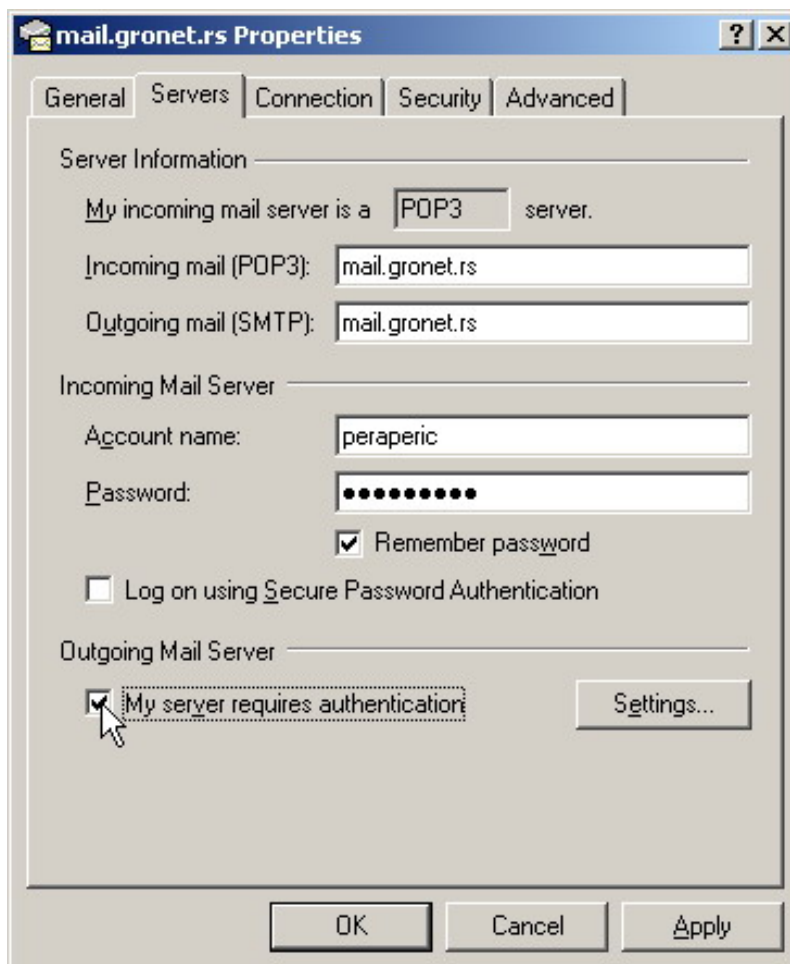 mail.gronet.rs Properties
General Servers Connection Security Advanced
Server Information
My incoming mail server is a POP3 server.
Incoming mail (POP3): mail.gronet.rs
Outgoing mail (SMTP): mail.gronet.rs
Incoming Mail Server
Account name: peraperic
Password: ●●●●●●●●●
Remember password
Log on using Secure Password Authentication
Outgoing Mail Server
My server requires authentication Settings...
OK Cancel Apply